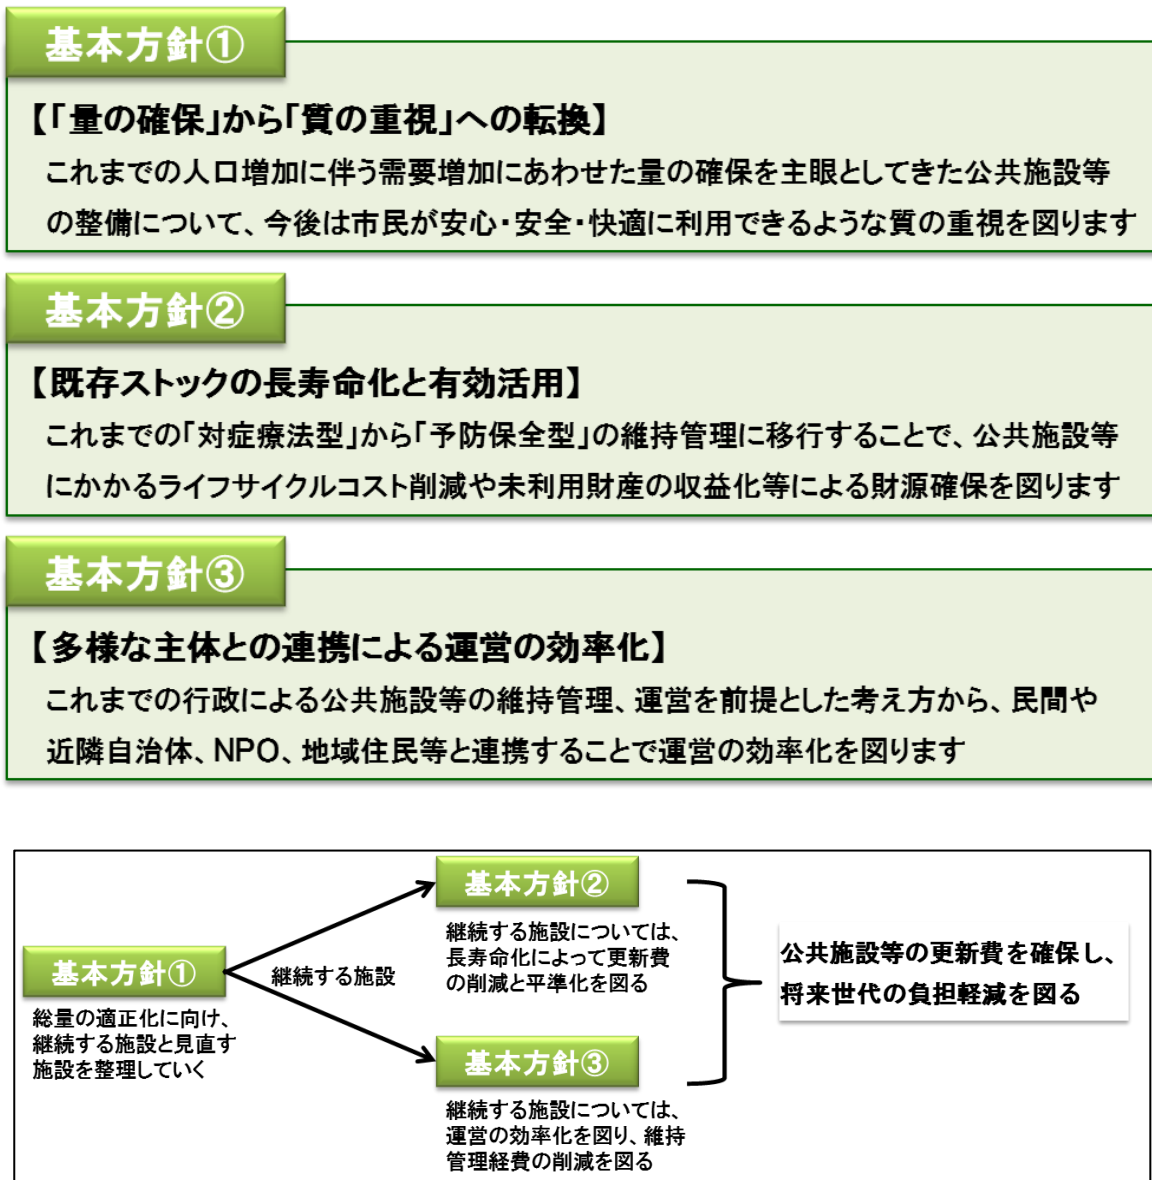 基本方針①
【「量の確保」から「質の重視」への転換】
これまでの人口増加に伴う需要増加にあわせた量の確保を主眼としてきた公共施設等
の整備について、今後は市民が安心・安全・快適に利用できるような質の重視を図ります
基本方針②
【既存ストックの長寿命化と有効活用】
これまでの「対症療法型」から「予防保全型」の維持管理に移行することで、公共施設等
にかかるライフサイクルコスト削減や未利用財産の収益化等による財源確保を図ります
基本方針③
【多様な主体との連携による運営の効率化】
これまでの行政による公共施設等の維持管理、運営を前提とした考え方から、民間や
近隣自治体、NPO、地域住民等と連携することで運営の効率化を図ります
基本方針①
総量の適正化に向け、
継続する施設と見直す
施設を整理していく
継続する施設
基本方針②
継続する施設については、
長寿命化によって更新費
の削減と平準化を図る
基本方針③
継続する施設については、
運営の効率化を図り、維持
管理経費の削減を図る
公共施設等の更新費を確保し、
将来世代の負担軽減を図る